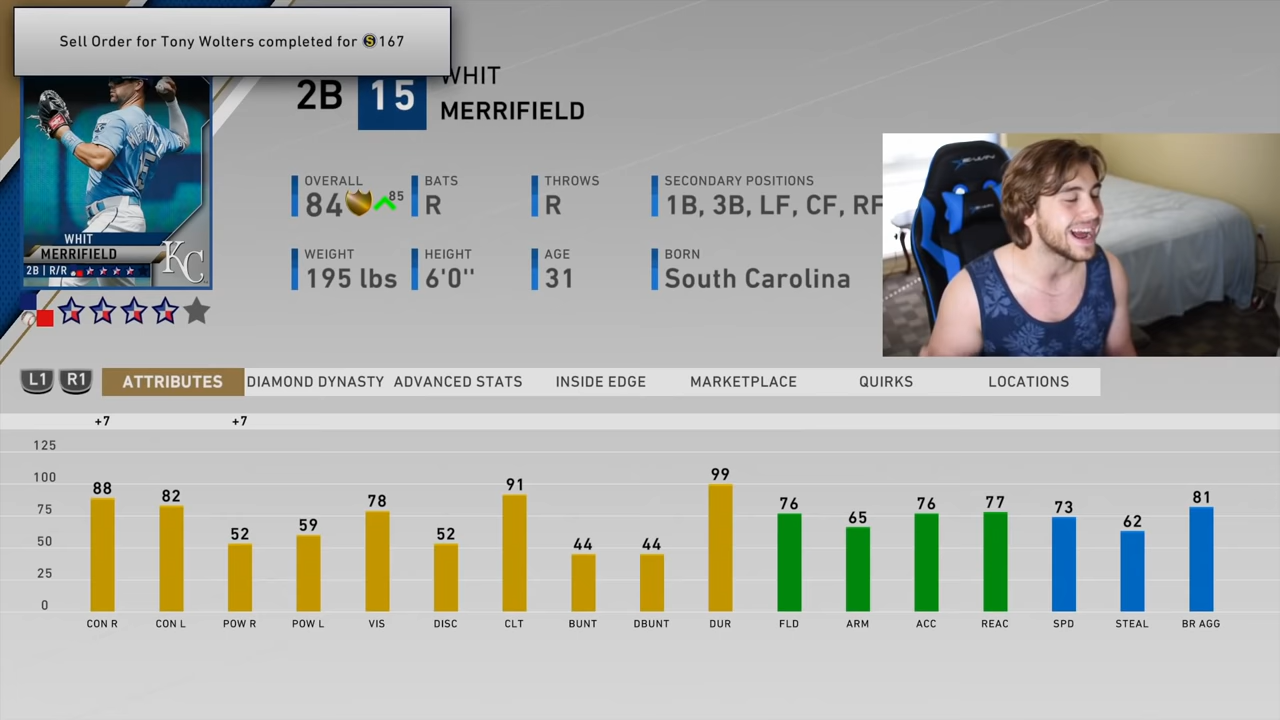 Sell Order for Tony Wolters completed for S167
2B 15 WHIT
MERRIFIELD
WHIT
MERRIFIELD
2B | R/R
KC
OVERALL BATS THROWS SECONDARY POSITIONS
84 85 R R 1B, 3B, LF, CF, RF
WEIGHT HEIGHT AGE BORN
195 lbs 6'0'' 31 South Carolina
L1 R1 ATTRIBUTES DIAMOND DYNASTY ADVANCED STATS INSIDE EDGE MARKETPLACE QUIRKS LOCATIONS
+7 +7
125
100
75
50
25
0
88 82 52 59 78 52 91 44 44 99 76 65 76 77 73 62 81
CON R CON L POW R POW L VIS DISC CLT BUNT DBUNT DUR FLD ARM ACC REAC SPD STEAL BR AGG